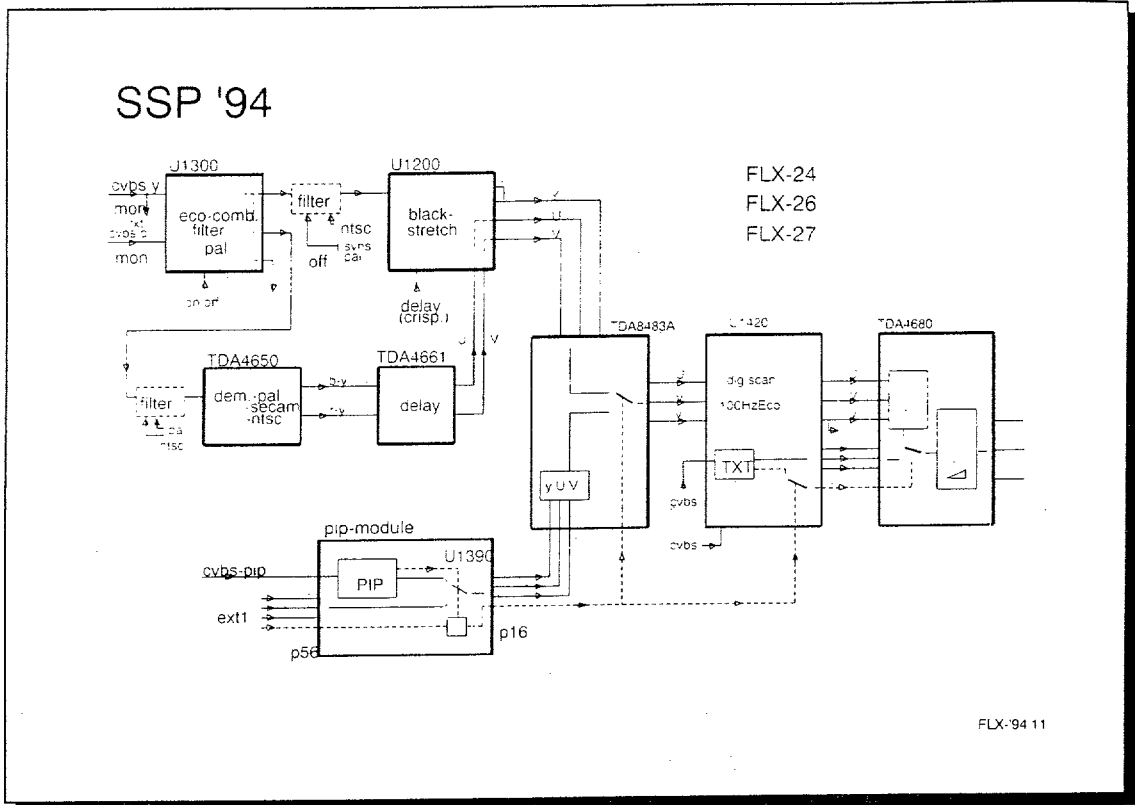 SSP '94
FLX-24
FLX-26
FLX-27
U1300
cvbs y
mon
mon
eco-comb.
filter
pal
filter
off
ntsc
U1200
black-
stretch
delay
(crisp.)
U
V
filter
ntsc
TDA4650
dem.-pal
-secam
-ntsc
b-y
r-y
TDA4661
delay
U
V
TDA8483A
y U V
U1420
dig scan
100HzEco
TXT
cvbs
cvbs
TDA4680
pip-module
cvbs-pip
PIP
U1390
ext1
p56
p16
FLX-'94 11